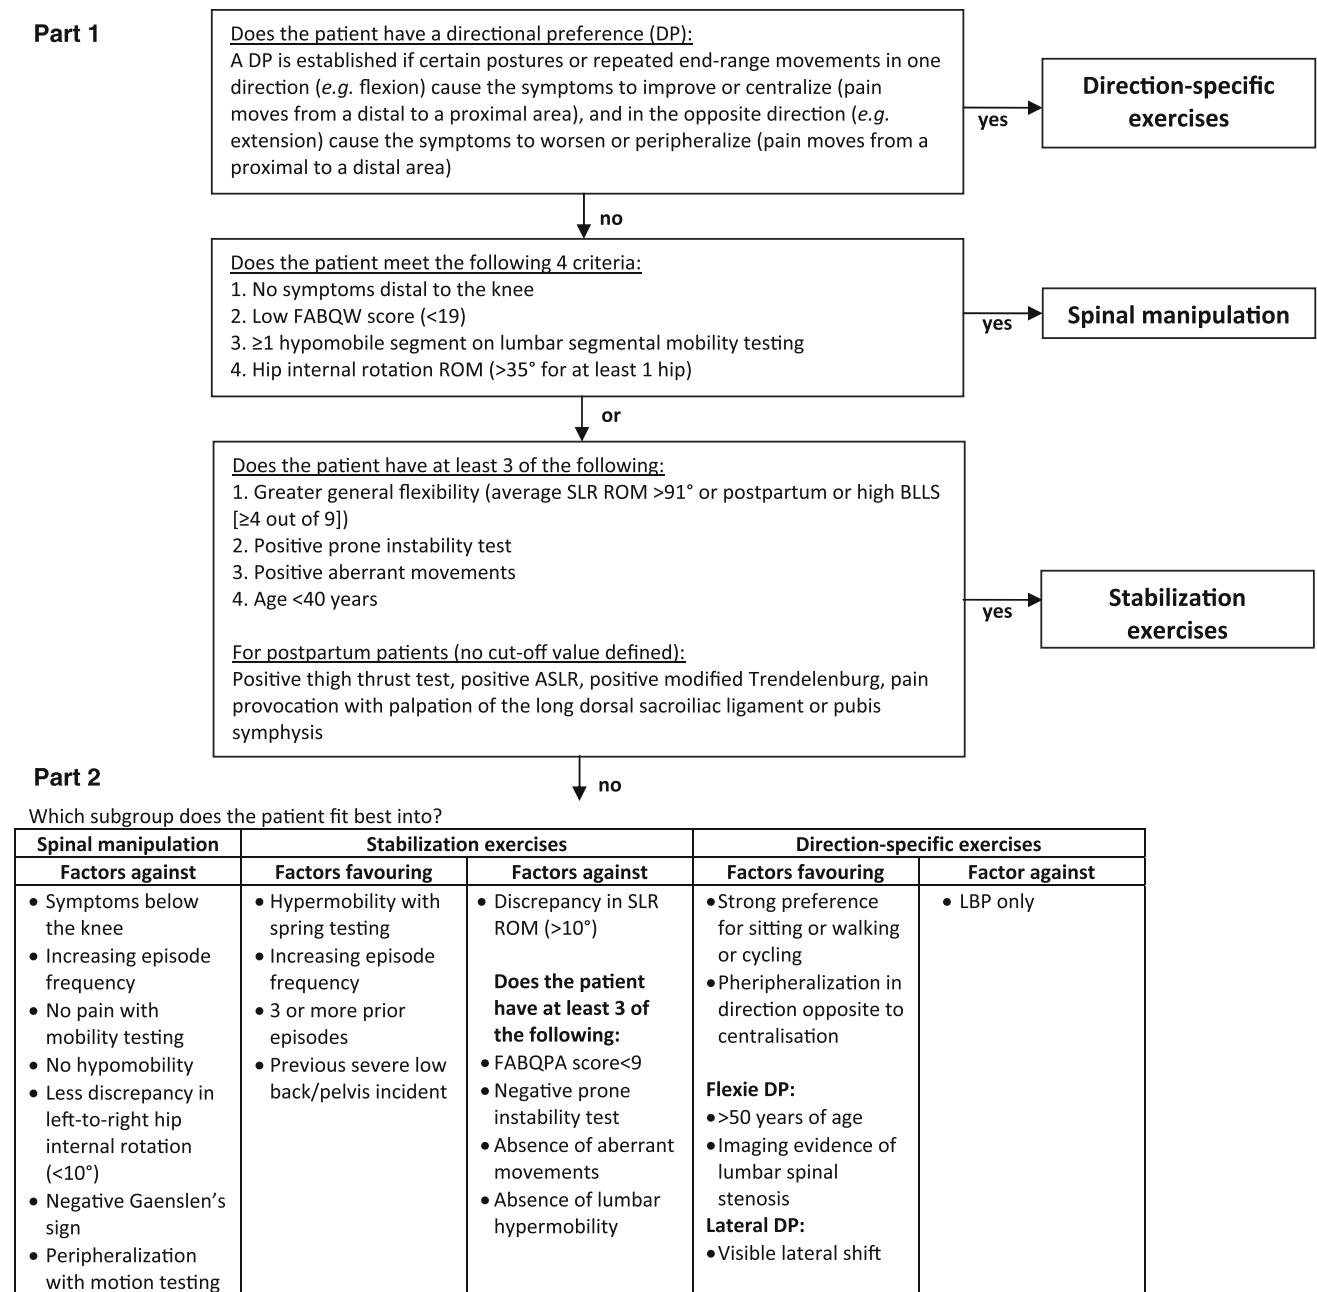 Part 1
Does the patient have a directional preference (DP):
A DP is established if certain postures or repeated end-range movements in one
direction (e.g. flexion) cause the symptoms to improve or centralize (pain
moves from a distal to a proximal area), and in the opposite direction (e.g.
extension) cause the symptoms to worsen or peripheralize (pain moves from a
proximal to a distal area)
yes
Direction-specific
exercises
no
Does the patient meet the following 4 criteria:
1. No symptoms distal to the knee
2. Low FABQW score (<19)
3. ≥1 hypomobile segment on lumbar segmental mobility testing
4. Hip internal rotation ROM (>35° for at least 1 hip)
yes
Spinal manipulation
or
Does the patient have at least 3 of the following:
1. Greater general flexibility (average SLR ROM >91° or postpartum or high BLLS
[≥4 out of 9])
2. Positive prone instability test
3. Positive aberrant movements
4. Age <40 years
For postpartum patients (no cut-off value defined):
Positive thigh thrust test, positive ASLR, positive modified Trendelenburg, pain
provocation with palpation of the long dorsal sacroiliac ligament or pubis
symphysis
yes
Stabilization
exercises
no
Part 2
Which subgroup does the patient fit best into?
Spinal manipulation
Stabilization exercises
Direction-specific exercises
Factors against
Factors favouring
Factors against
Factors favouring
Factor against
• Symptoms below
the knee
• Increasing episode
frequency
• No pain with
mobility testing
• No hypomobility
• Less discrepancy in
left-to-right hip
internal rotation
(<10°)
• Negative Gaenslen's
sign
• Peripheralization
with motion testing
• Hypermobility with
spring testing
• Increasing episode
frequency
• 3 or more prior
episodes
• Previous severe low
back/pelvis incident
• Discrepancy in SLR
ROM (>10°)
Does the patient
have at least 3 of
the following:
• FABQPA score<9
• Negative prone
instability test
• Absence of aberrant
movements
• Absence of lumbar
hypermobility
• Strong preference
for sitting or walking
or cycling
• Pheripheralization in
direction opposite to
centralisation
Flexie DP:
• >50 years of age
• Imaging evidence of
lumbar spinal
stenosis
Lateral DP:
• Visible lateral shift
• LBP only